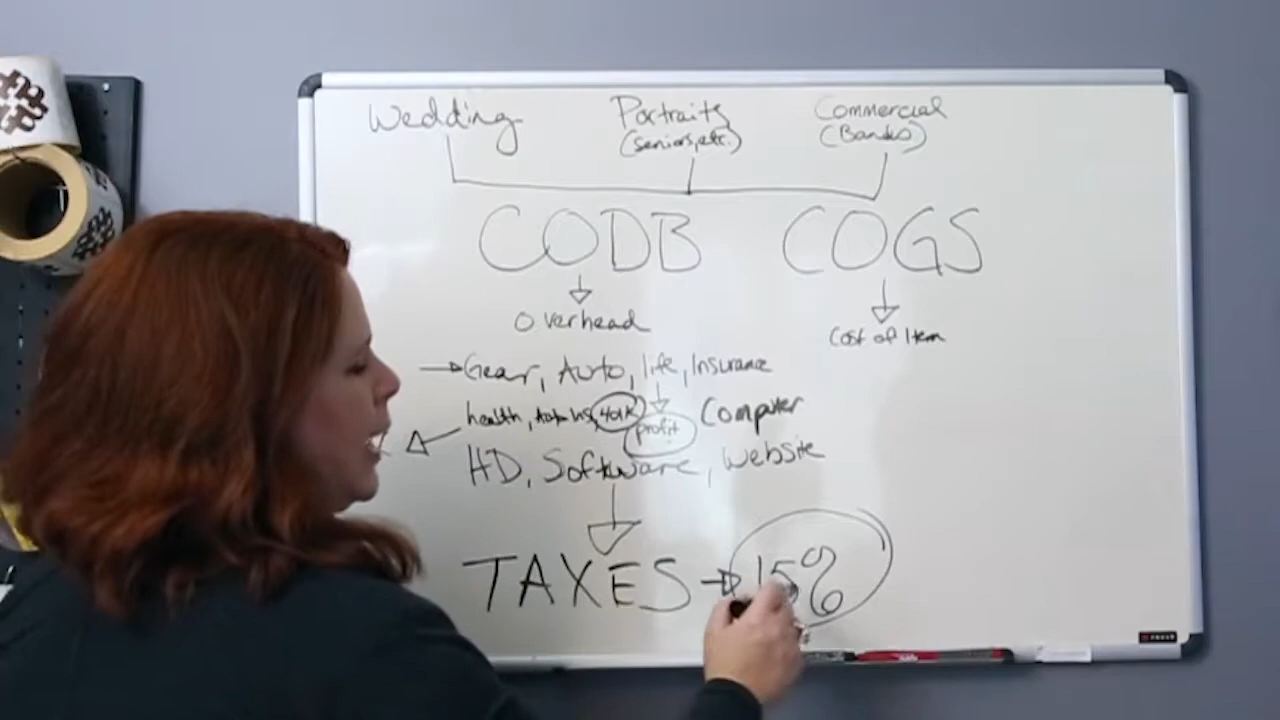 Wedding Portraits Commercial
(seniors, etc.) (Bands)
CODB COGS
Overhead Cost of Item
Gear, Auto, life, Insurance
health, 401K profit Computer
HD, Software, Website
TAXES 15%